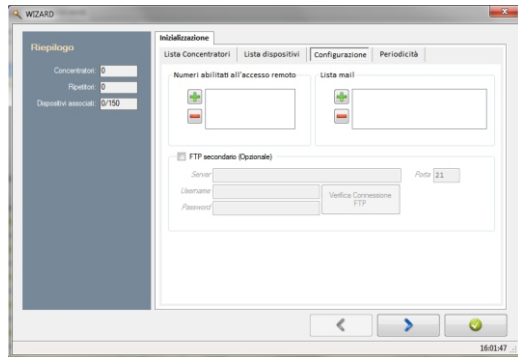 WIZARD
Riepilogo
Concentratori: 0
Ripetitori: 0
Dispositivi associati: 0/150
Inizializzazione
Lista Concentratori Lista dispositivi Configurazione Periodicità
Numeri abilitati all'accesso remoto Lista mail
FTP secondario (Opzionale)
Server Porta 21
Username
Password
Verifica Connessione
FTP
16:01:47